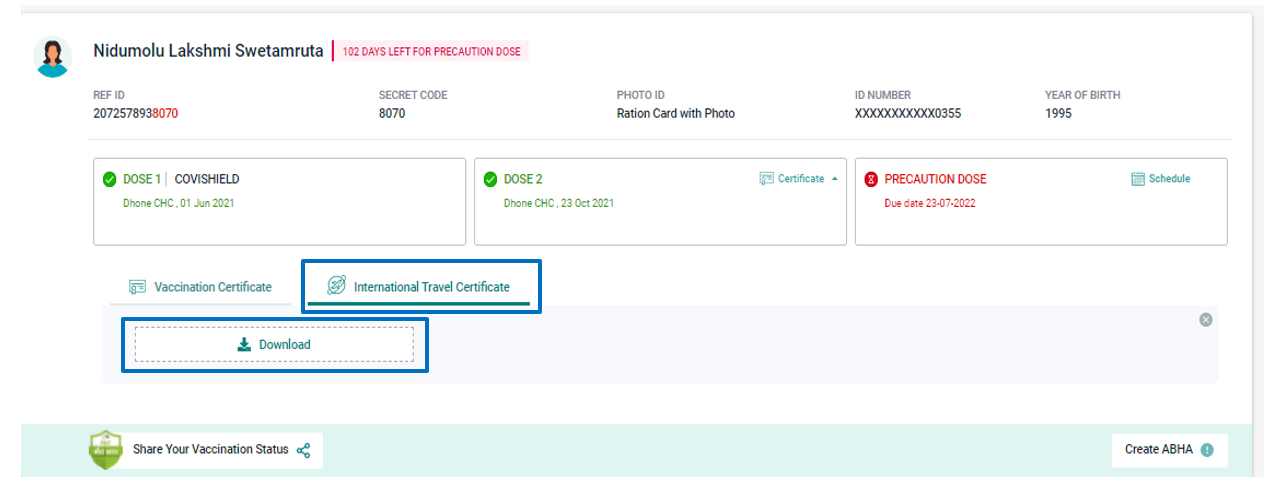 Nidumolu Lakshmi Swetamruta 102 DAYS LEFT FOR PRECAUTION DOSE
REF ID SECRET CODE PHOTO ID ID NUMBER YEAR OF BIRTH
20725789​38070 8070 Ration Card with Photo XXXXXXXXXXX0355 1995
DOSE 1 COVISHIELD
Dhone CHC , 01 Jun 2021
DOSE 2 Certificate
Dhone CHC , 23 Oct 2021
PRECAUTION DOSE Schedule
Due date 23-07-2022
Vaccination Certificate International Travel Certificate
Download
Share Your Vaccination Status Create ABHA